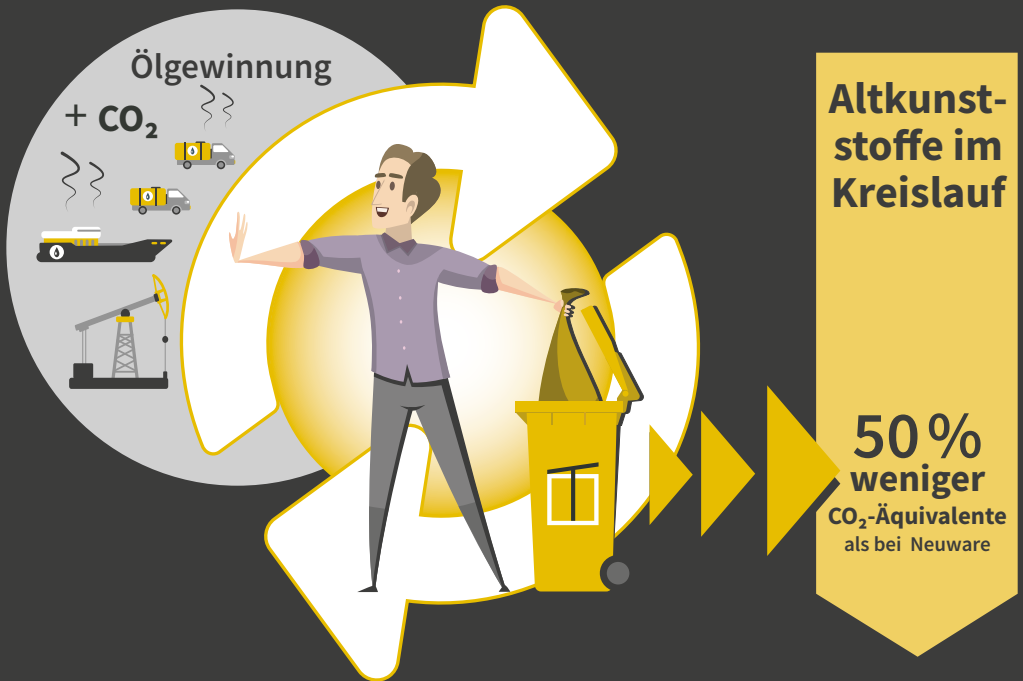 Ölgewinnung
+ CO₂
Altkunst-
stoffe im
Kreislauf
50 %
weniger
CO₂-Äquivalente
als bei Neuware